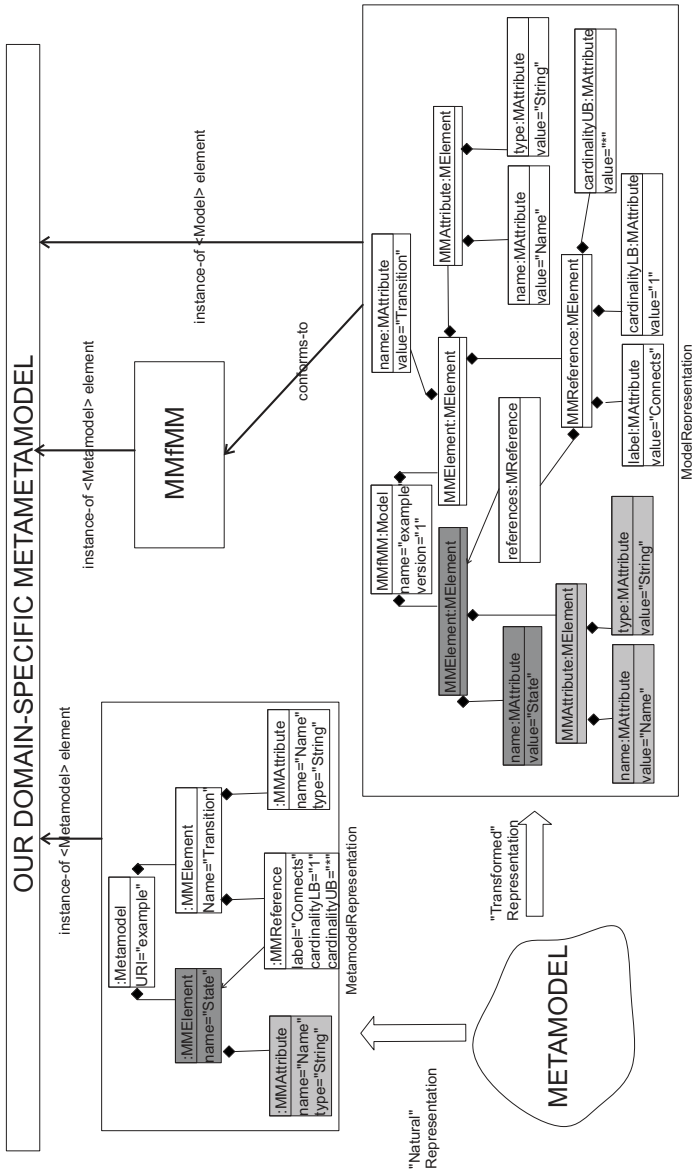 OUR DOMAIN-SPECIFIC METAMETAMODEL
instance-of <Metamodel> element
instance-of <Metamodel> element
instance-of <Model> element
MMfMM
conforms-to
:Metamodel
URI="example"
:MMElement
name="State"
:MMElement
Name="Transition"
:MMAttribute
name="Name"
type="String"
:MMReference
label="Connects"
cardinalityLB="1"
cardinalityUB="*"
:MMAttribute
name="Name"
type="String"
MetamodelRepresentation
"Natural"
Representation
METAMODEL
"Transformed"
Representation
MMfMM:Model
name="example"
version="1"
name:MAttribute
value="Transition"
MMElement:MElement
MMElement:MElement
MMAttribute:MElement
name:MAttribute
value="State"
references:MReference
name:MAttribute
value="Name"
type:MAttribute
value="String"
MMAttribute:MElement
MMReference:MElement
name:MAttribute
value="Name"
type:MAttribute
value="String"
label:MAttribute
value="Connects"
cardinalityLB:MAttribute
value="1"
cardinalityUB:MAttribute
value="*"
ModelRepresentation